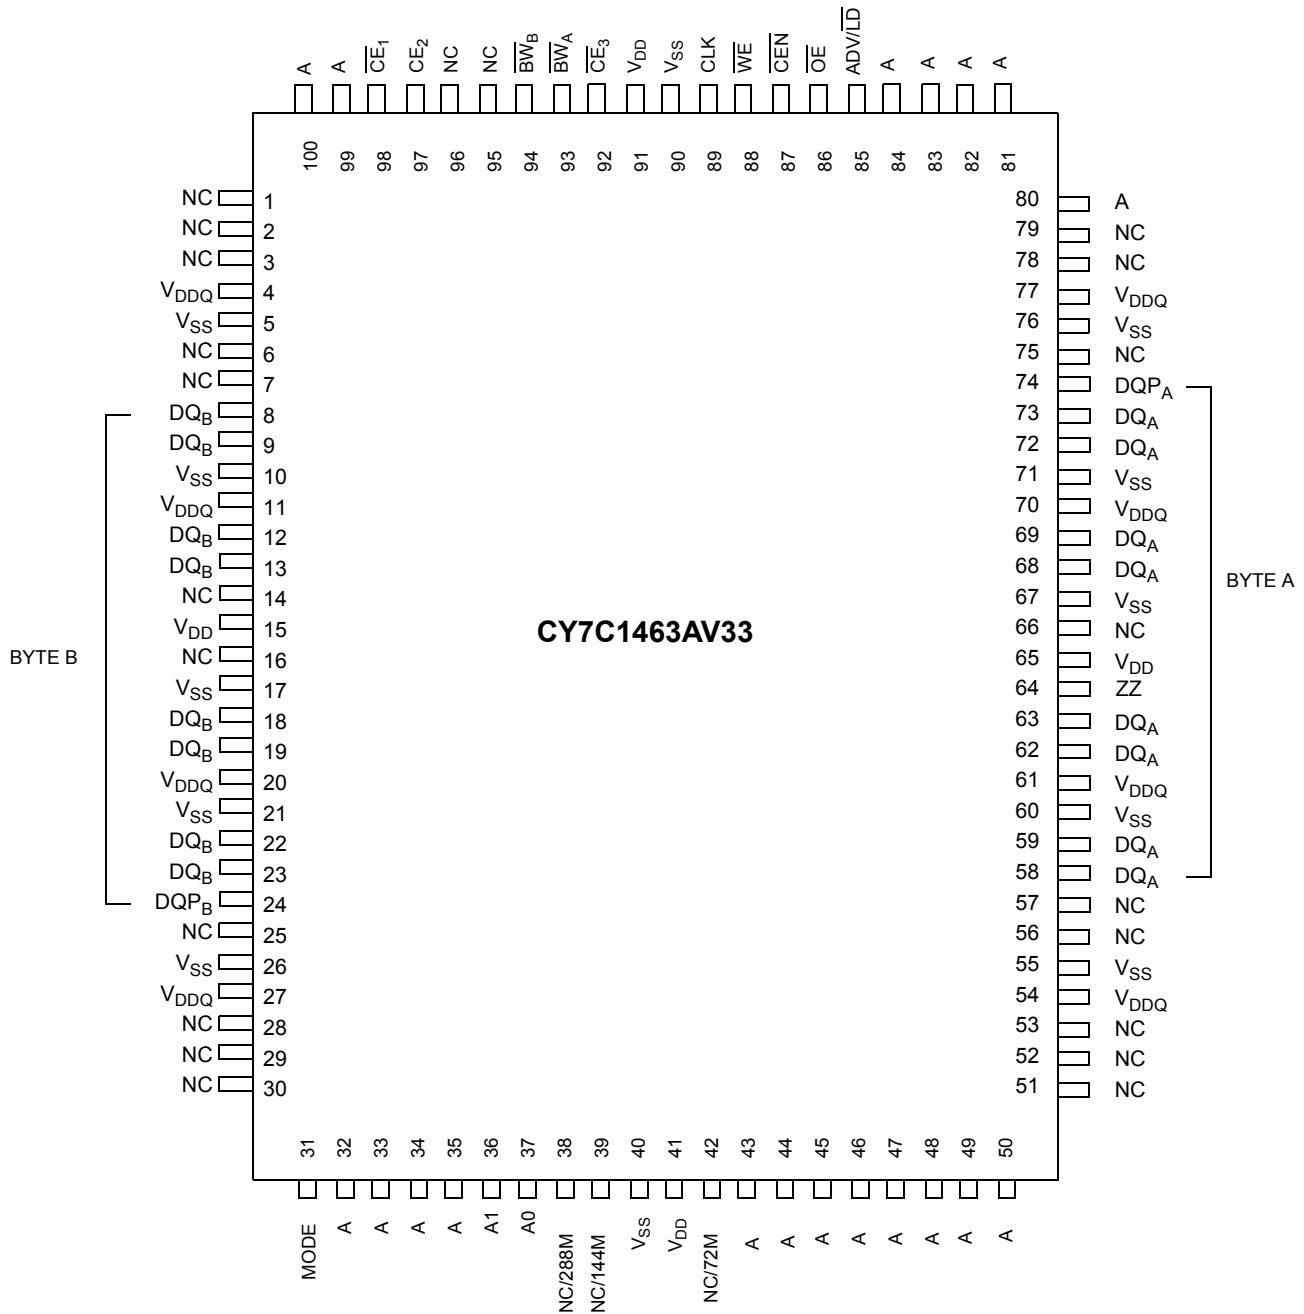 A A CE1 CE2 NC NC BWB BWA CE3 VDD VSS CLK WE CEN OE ADV/LD A A A A
100 99 98 97 96 95 94 93 92 91 90 89 88 87 86 85 84 83 82 81
NC 1 80 A
NC 2 79 NC
NC 3 78 NC
VDDQ 4 77 VDDQ
VSS 5 76 VSS
NC 6 75 NC
NC 7 74 DQPA
DQB 8 73 DQA
DQB 9 72 DQA
VSS 10 71 VSS
VDDQ 11 70 VDDQ
DQB 12 69 DQA
DQB 13 68 DQA
BYTE A
NC 14 67 VSS
VDD 15 66 NC
CY7C1463AV33
BYTE B
NC 16 65 VDD
VSS 17 64 ZZ
DQB 18 63 DQA
DQB 19 62 DQA
VDDQ 20 61 VDDQ
VSS 21 60 VSS
DQB 22 59 DQA
DQB 23 58 DQA
DQPB 24 57 NC
NC 25 56 NC
VSS 26 55 VSS
VDDQ 27 54 VDDQ
NC 28 53 NC
NC 29 52 NC
NC 30 51 NC
31 32 33 34 35 36 37 38 39 40 41 42 43 44 45 46 47 48 49 50
MODE A A A A A1 A0 NC/288M NC/144M VSS VDD NC/72M A A A A A A A A